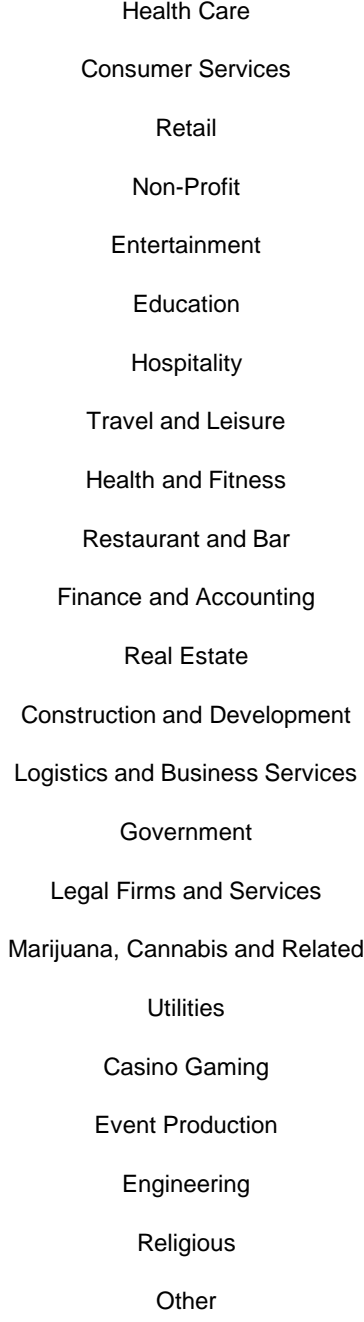 Health Care
Consumer Services
Retail
Non-Profit
Entertainment
Education
Hospitality
Travel and Leisure
Health and Fitness
Restaurant and Bar
Finance and Accounting
Real Estate
Construction and Development
Logistics and Business Services
Government
Legal Firms and Services
Marijuana, Cannabis and Related
Utilities
Casino Gaming
Event Production
Engineering
Religious
Other